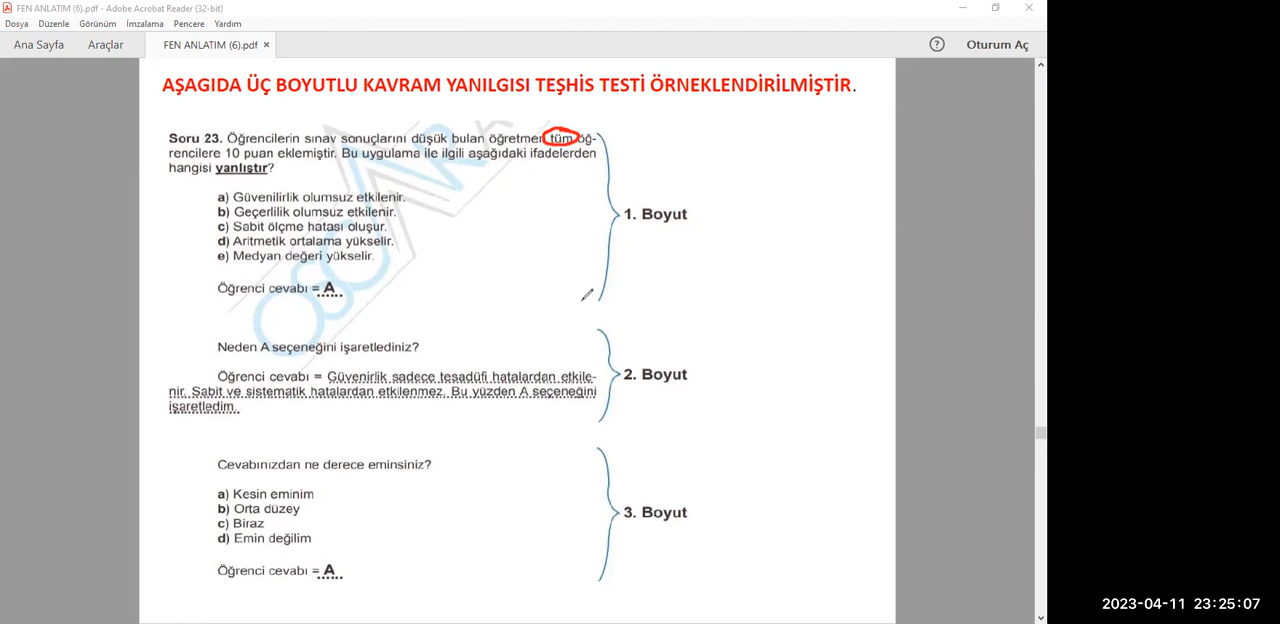 FEN ANLATIM (6).pdf - Adobe Acrobat Reader (32-bit)
Dosya Düzenle Görünüm İmzalama Pencere Yardım
Ana Sayfa Araçlar FEN ANLATIM (6).pdf × ? Oturum Aç
AŞAGIDA ÜÇ BOYUTLU KAVRAM YANILGISI TEŞHİS TESTİ ÖRNEKLENDİRİLMİŞTİR.
Soru 23. Öğrencilerin sınav sonuçlarını düşük bulan öğretmen tüm öğ-
rencilere 10 puan eklemiştir. Bu uygulama ile ilgili aşağıdaki ifadelerden
hangisi yanlıştır?
a) Güvenilirlik olumsuz etkilenir.
b) Geçerlilik olumsuz etkilenir.
c) Sabit ölçme hatası oluşur.
d) Aritmetik ortalama yükselir.
e) Medyan değeri yükselir.
Öğrenci cevabı = A
1. Boyut
Neden A seçeneğini işaretlediniz?
Öğrenci cevabı = Güvenirlik sadece tesadüfi hatalardan etkile-
nir. Sabit ve sistematik hatalardan etkilenmez. Bu yüzden A seçeneğini
işaretledim.
2. Boyut
Cevabınızdan ne derece eminsiniz?
a) Kesin eminim
b) Orta düzey
c) Biraz
d) Emin değilim
Öğrenci cevabı = A
3. Boyut
OSCAR
2023-04-11 23:25:07